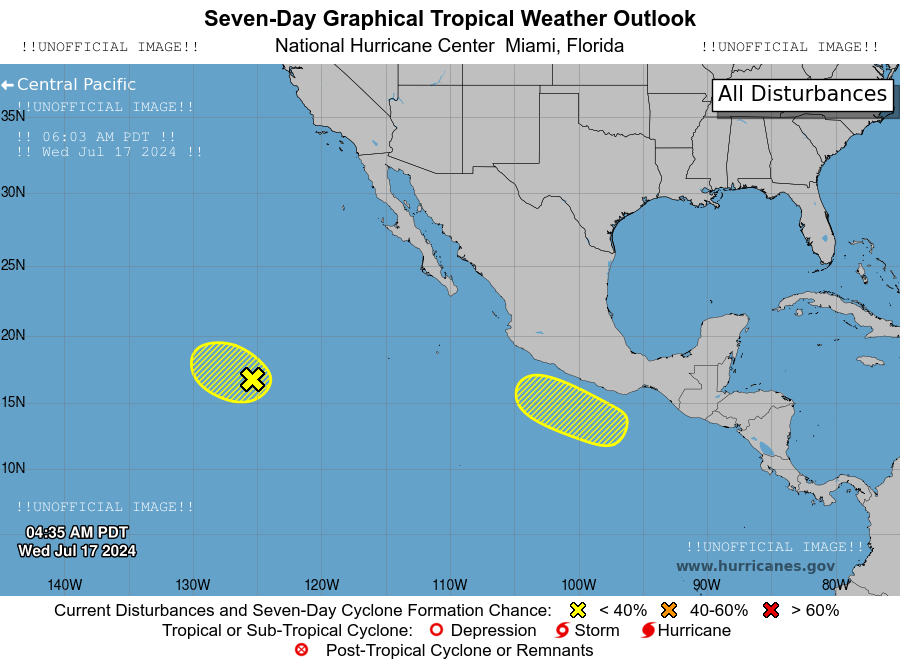 Seven-Day Graphical Tropical Weather Outlook
!!UNOFFICIAL IMAGE!! National Hurricane Center Miami, Florida !!UNOFFICIAL IMAGE!!
Central Pacific
All Disturbances
!!UNOFFICIAL IMAGE!!
35N
!! 06:03 AM PDT !!
!! Wed Jul 17 2024 !!
30N
25N
20N
15N
10N
!!UNOFFICIAL IMAGE!!
04:35 AM PDT
Wed Jul 17 2024
!!UNOFFICIAL IMAGE!!
www.hurricanes.gov
140W 130W 120W 110W 100W 90W 80W
Current Disturbances and Seven-Day Cyclone Formation Chance: < 40% 40-60% > 60%
Tropical or Sub-Tropical Cyclone: Depression Storm Hurricane
Post-Tropical Cyclone or Remnants